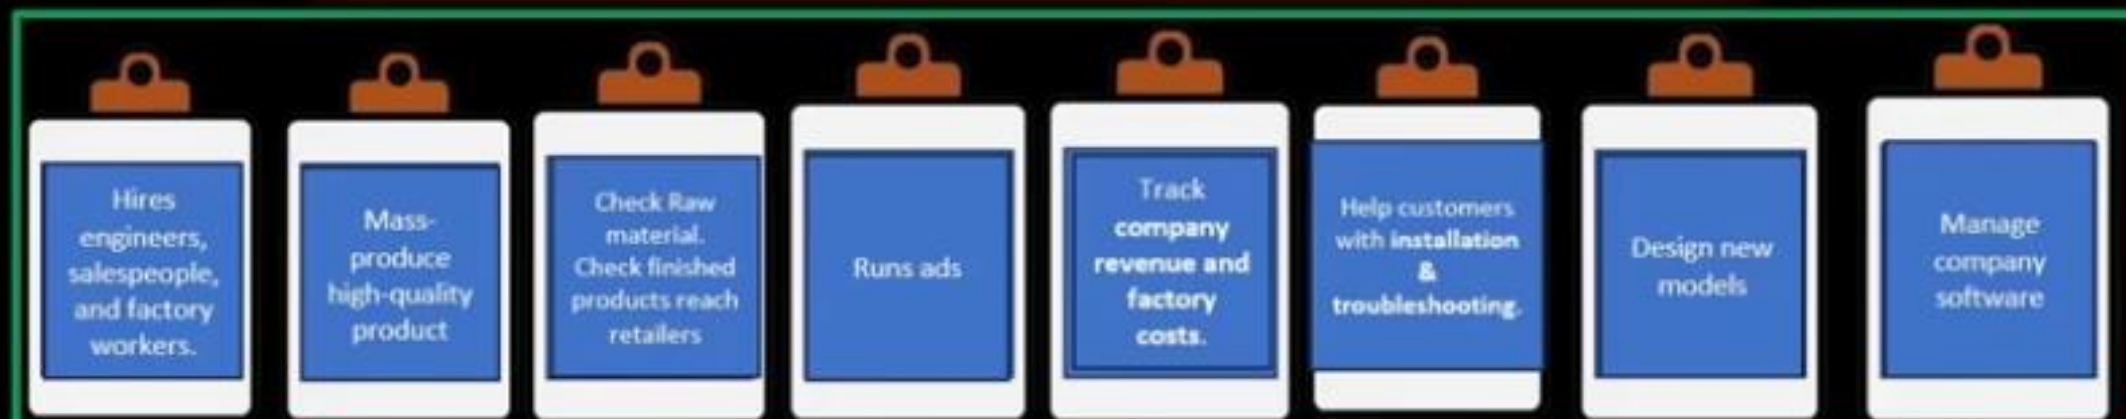 Hires
engineers,
salespeople,
and factory
workers.
Mass-
produce
high-quality
product
Check Raw
material.
Check finished
products reach
retailers
Runs ads
Track
company
revenue and
factory
costs.
Help customers
with installation
&
troubleshooting.
Design new
models
Manage
company
software